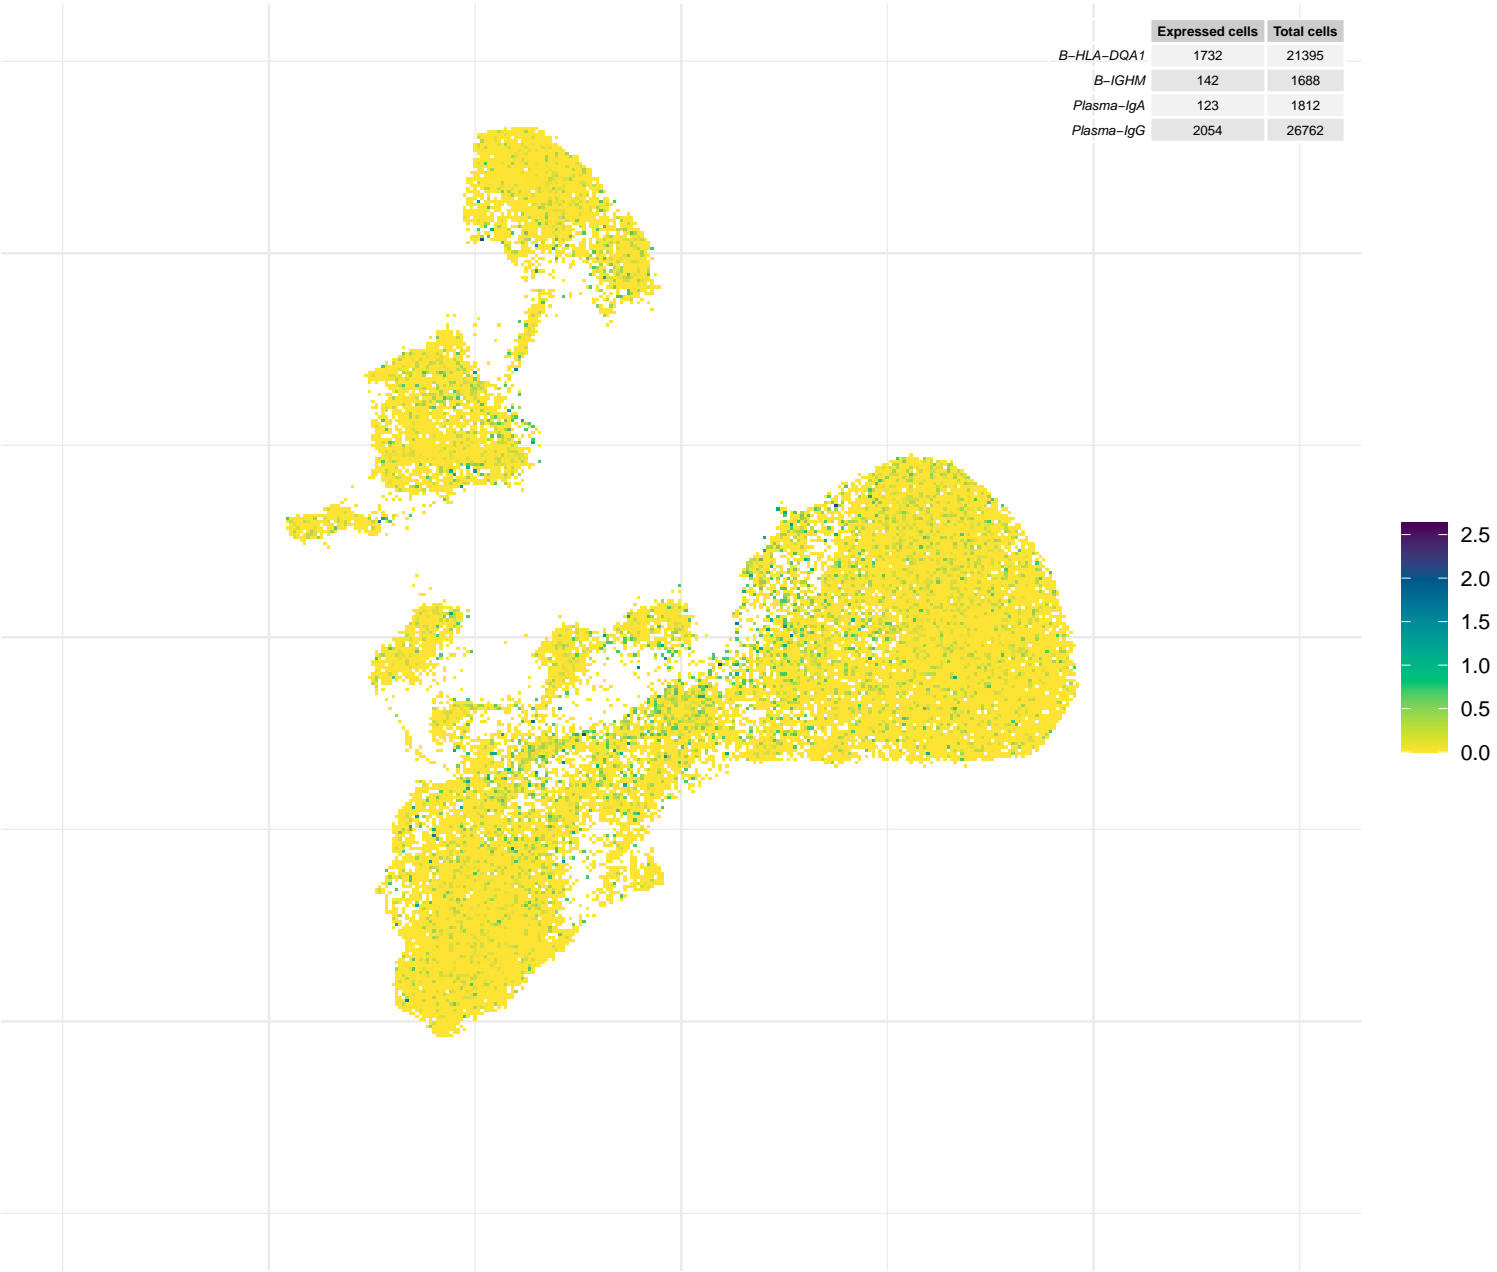 Expressed cells Total cells
B−HLA−DQA1 1732 21395
B−IGHM 142 1688
Plasma−IgA 123 1812
Plasma−IgG 2054 26762
2.5
2.0
1.5
1.0
0.5
0.0